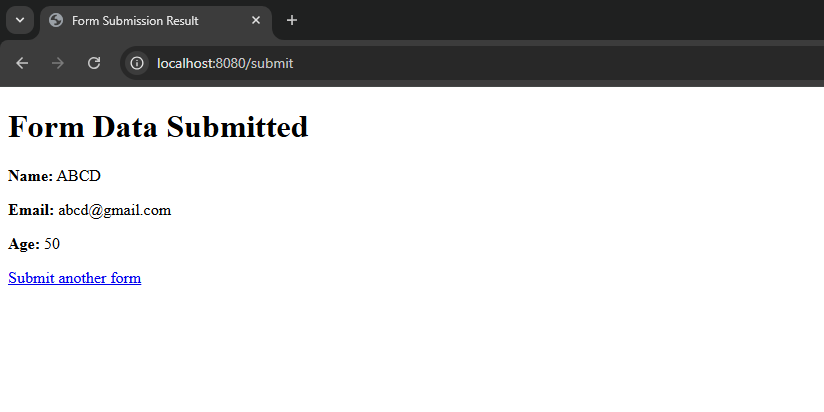 Form Submission Result
localhost:8080/submit
Form Data Submitted
Name: ABCD
Email: abcd@gmail.com
Age: 50
Submit another form